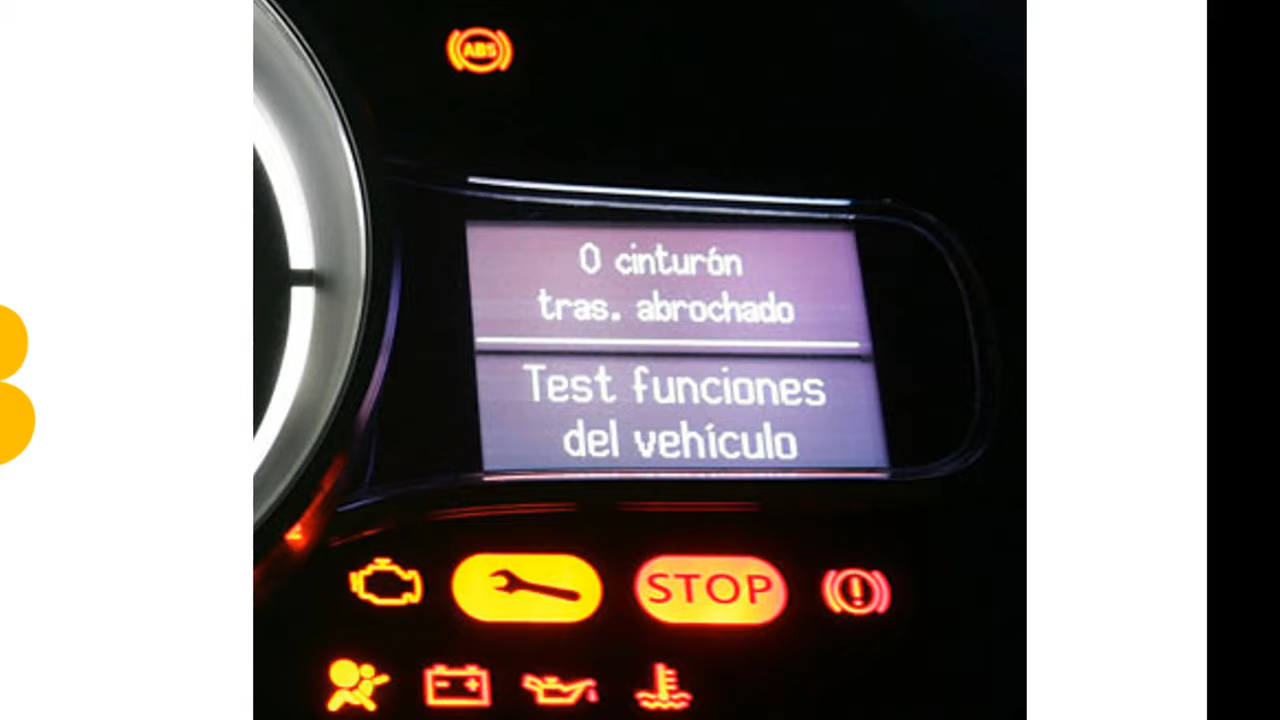 ABS
0 cinturón
tras. abrochado
Test funciones
del vehículo
STOP